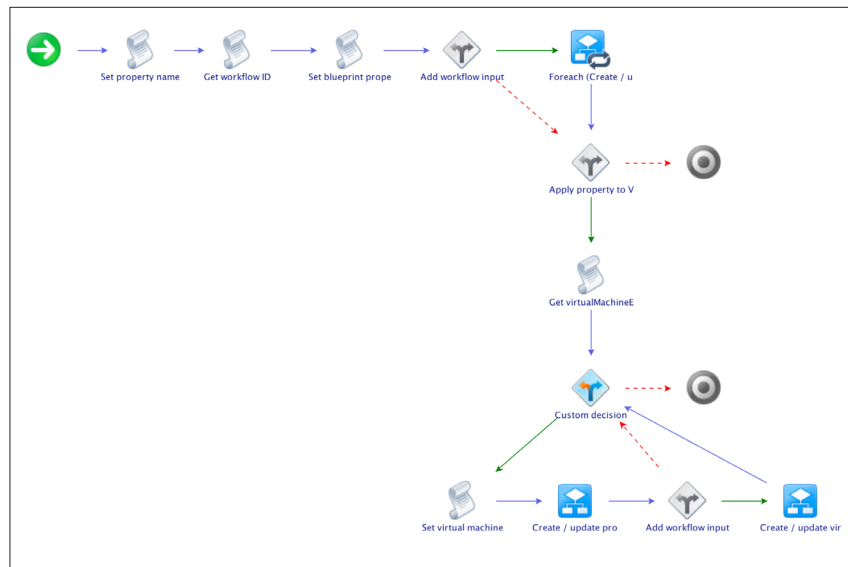 Set property name
Get workflow ID
Set blueprint prope
Add workflow input
Foreach (Create / u
Apply property to V
Get virtualMachineE
Custom decision
Set virtual machine
Create / update pro
Add workflow input
Create / update vir